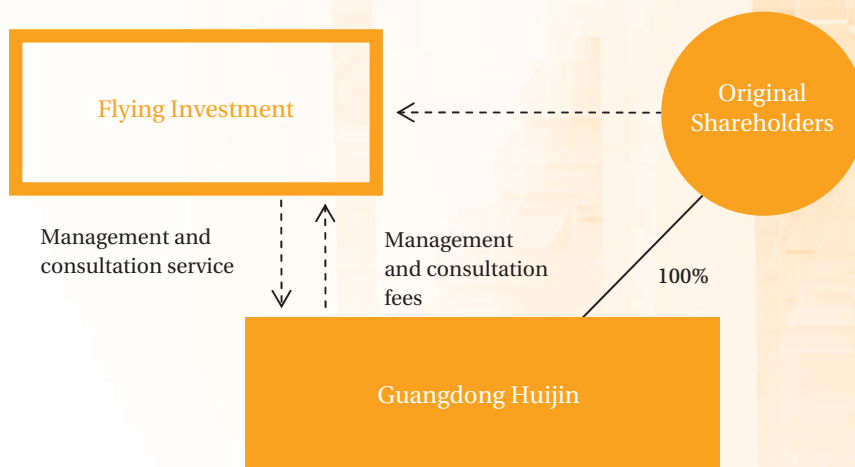 Flying Investment
Original
Shareholders
Management and
consultation service
Management
and consultation
fees
100%
Guangdong Huijin